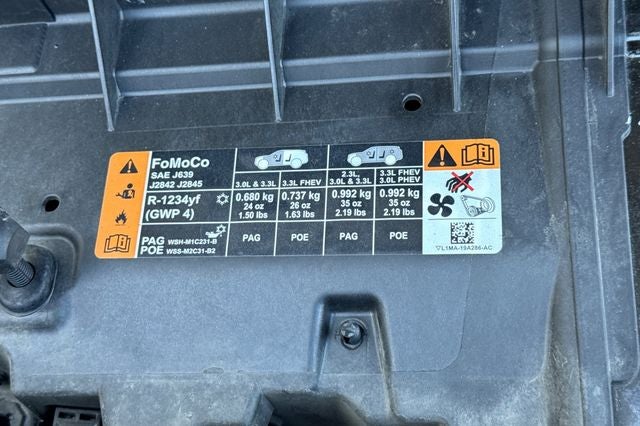 FoMoCo
SAE J639
J2842 J2845
3.0L & 3.3L
3.3L FHEV
2.3L,
3.0L & 3.3L
3.3L FHEV
3.0L PHEV
R-1234yf
(GWP 4)
0.680 kg
24 oz
1.50 lbs
0.737 kg
26 oz
1.63 lbs
0.992 kg
35 oz
2.19 lbs
0.992 kg
35 oz
2.19 lbs
PAG WSH-M1C231-B
POE WSS-M2C31-B2
PAG
POE
PAG
POE
L1MA-19A286-AC